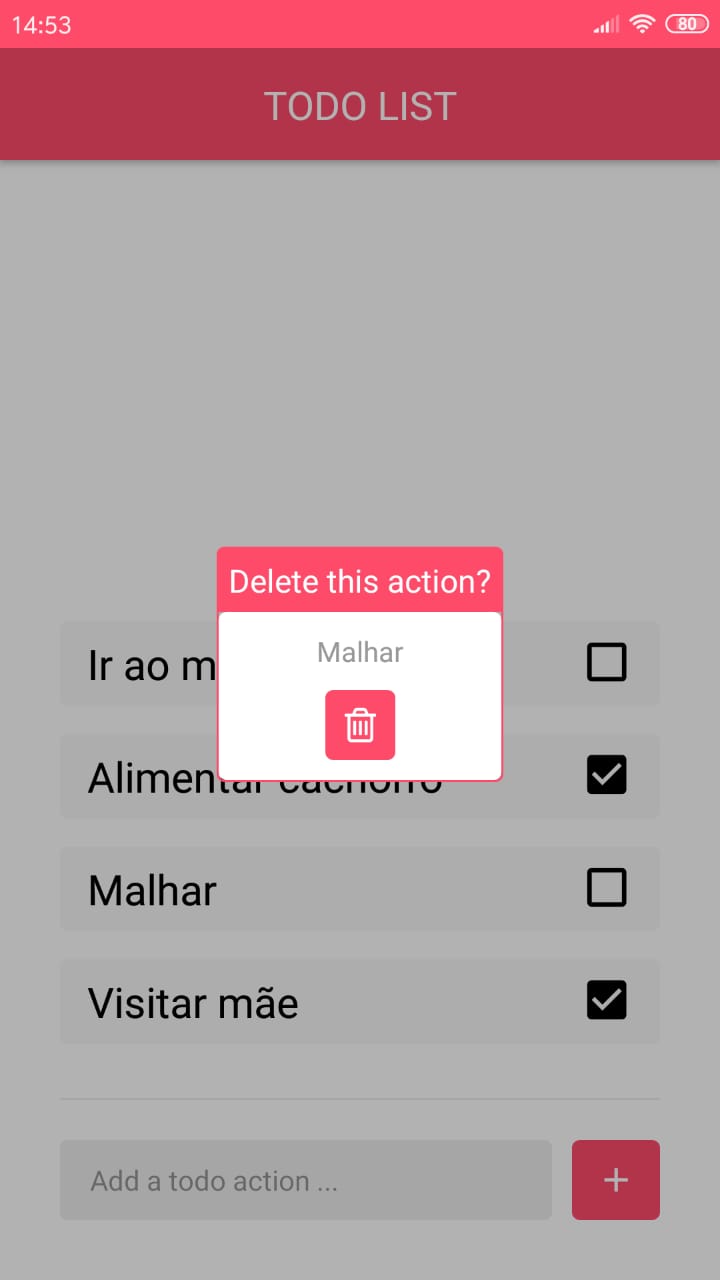 14:53
80
TODO LIST
Delete this action?
Malhar
Ir ao m
Alimentar cachorro
Malhar
Visitar mãe
Add a todo action ...
+